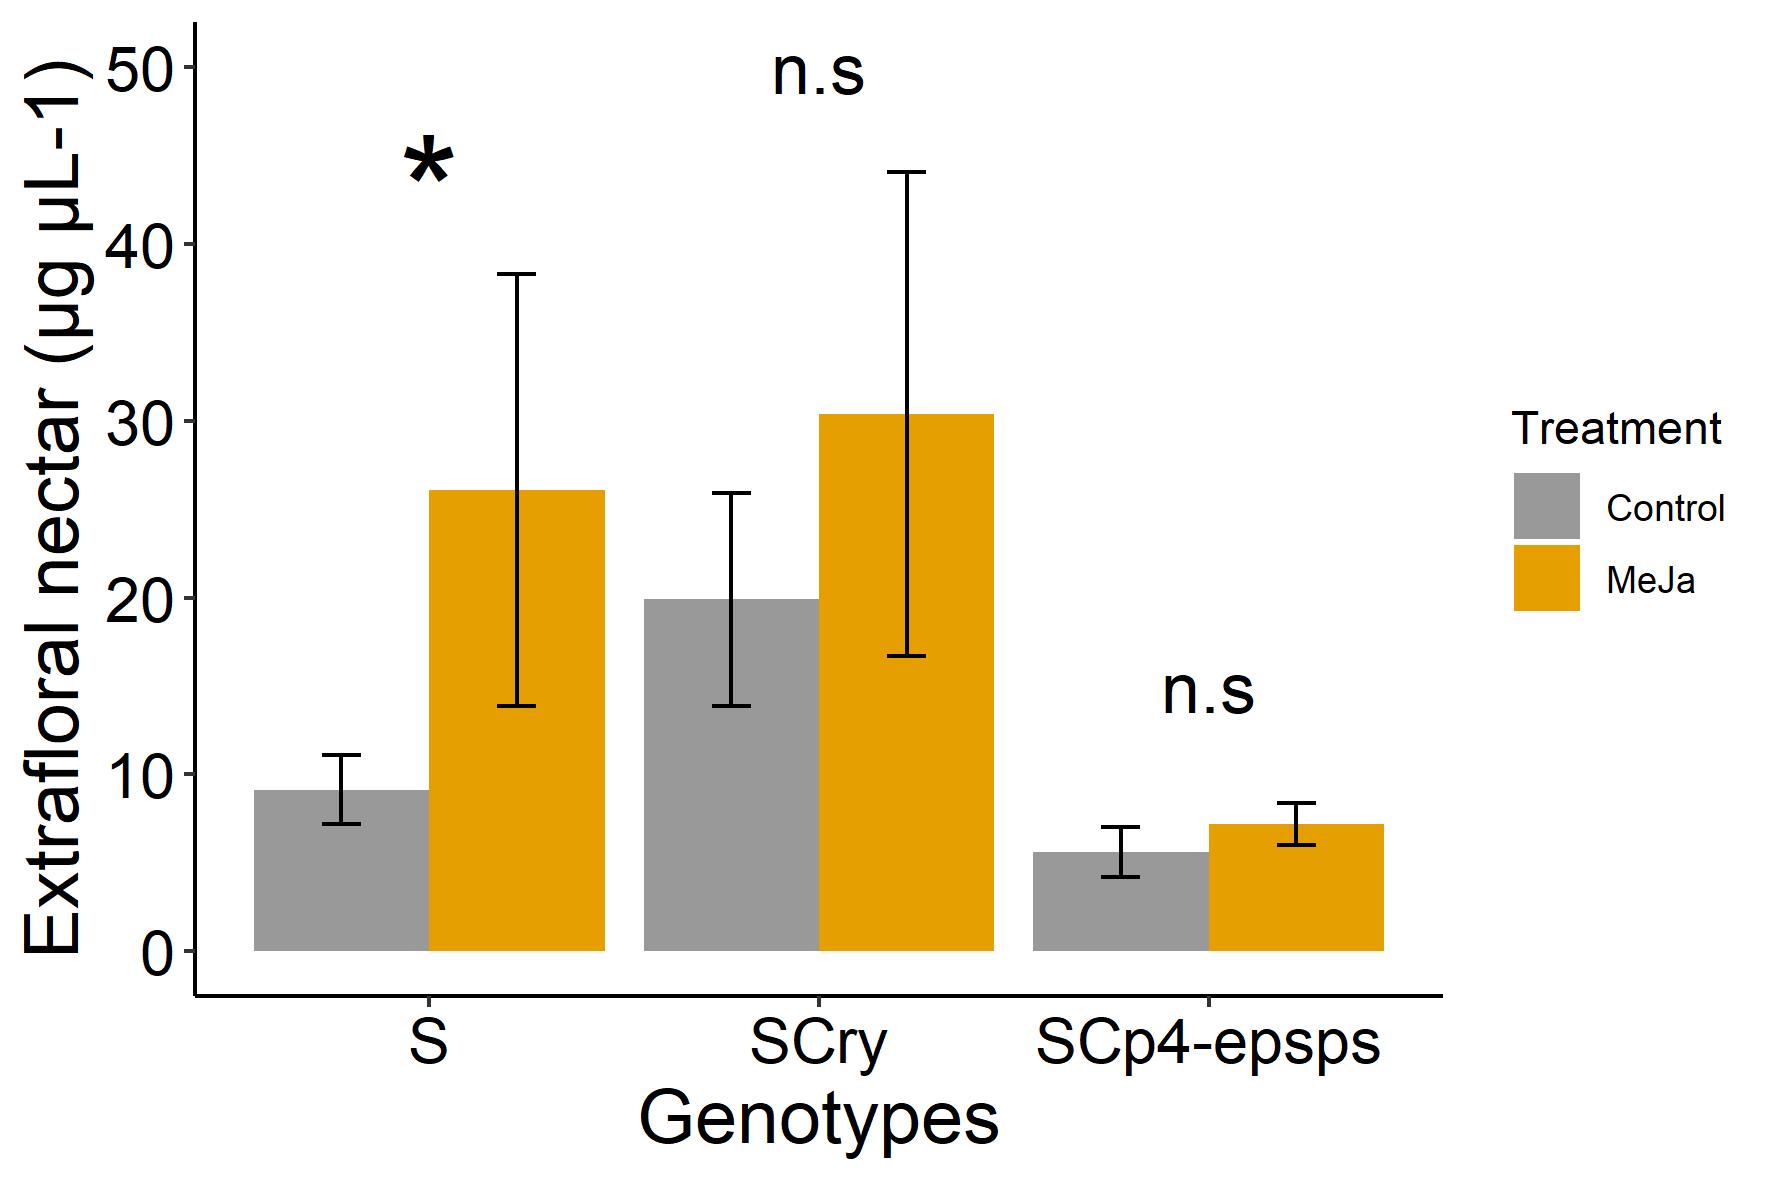 Extrafloral nectar (µg µL-1)
50
40
30
20
10
0
*
n.s
n.s
S
SCry
SCp4-epsps
Genotypes
Treatment
Control
MeJa